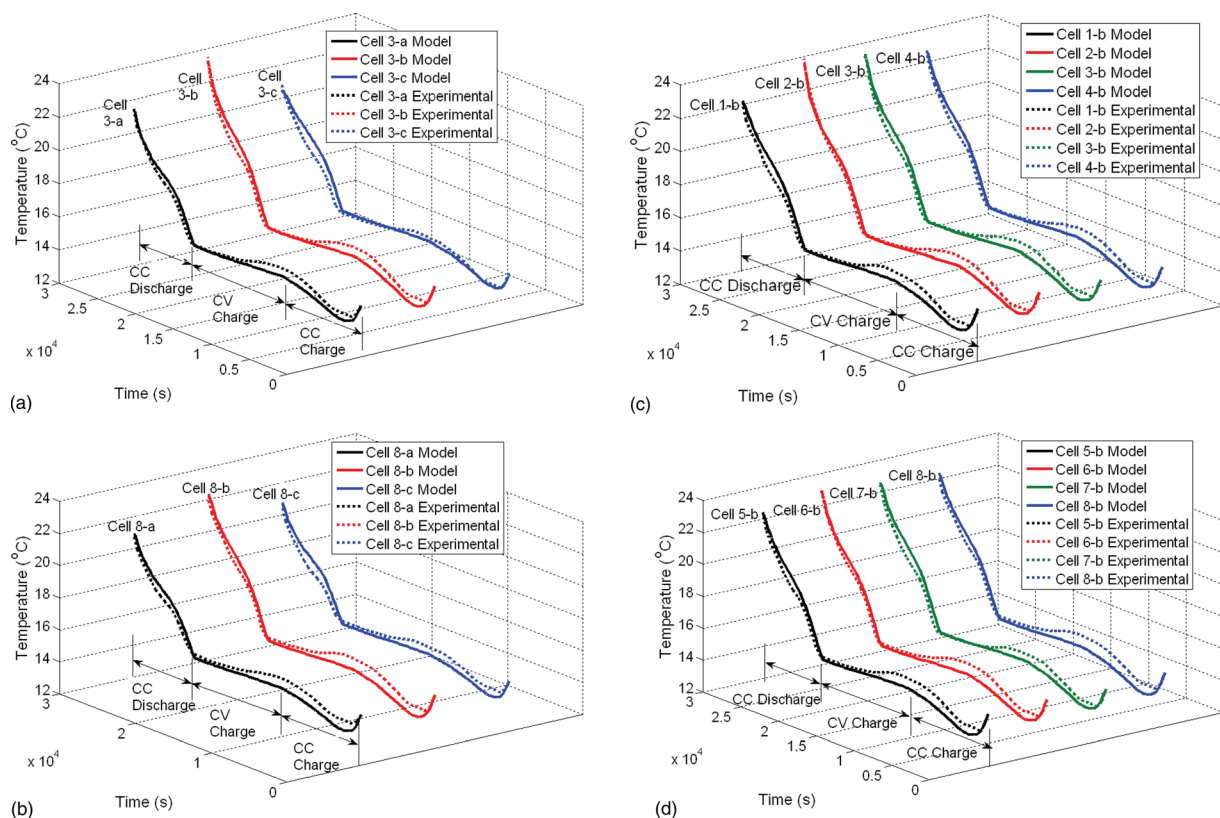 Cell 3-a Model
Cell 3-b Model
Cell 3-c Model
Cell 3-a Experimental
Cell 3-b Experimental
Cell 3-c Experimental
Cell
3-a
Cell
3-b
Cell
3-c
24
22
20
18
16
14
12
Temperature (°C)
CC
Discharge
CV
Charge
CC
Charge
3
2.5
2
1.5
1
0.5
0
x 10^4
Time (s)
(a)
Cell 1-b Model
Cell 2-b Model
Cell 3-b Model
Cell 4-b Model
Cell 1-b Experimental
Cell 2-b Experimental
Cell 3-b Experimental
Cell 4-b Experimental
Cell 1-b
Cell 2-b
Cell 3-b
Cell 4-b
24
22
20
18
16
14
12
Temperature (°C)
CC Discharge
CV Charge
CC Charge
3
2.5
2
1.5
1
0.5
0
x 10^4
Time (s)
(c)
Cell 8-a Model
Cell 8-b Model
Cell 8-c Model
Cell 8-a Experimental
Cell 8-b Experimental
Cell 8-c Experimental
Cell 8-a
Cell 8-b
Cell 8-c
24
22
20
18
16
14
12
Temperature (°C)
CC
Discharge
CV
Charge
CC
Charge
3
2
1
0
x 10^4
Time (s)
(b)
Cell 5-b Model
Cell 6-b Model
Cell 7-b Model
Cell 8-b Model
Cell 5-b Experimental
Cell 6-b Experimental
Cell 7-b Experimental
Cell 8-b Experimental
Cell 5-b
Cell 6-b
Cell 7-b
Cell 8-b
24
22
20
18
16
14
12
Temperature (°C)
CC Discharge
CV Charge
CC Charge
3
2.5
2
1.5
1
0.5
0
x 10^4
Time (s)
(d)